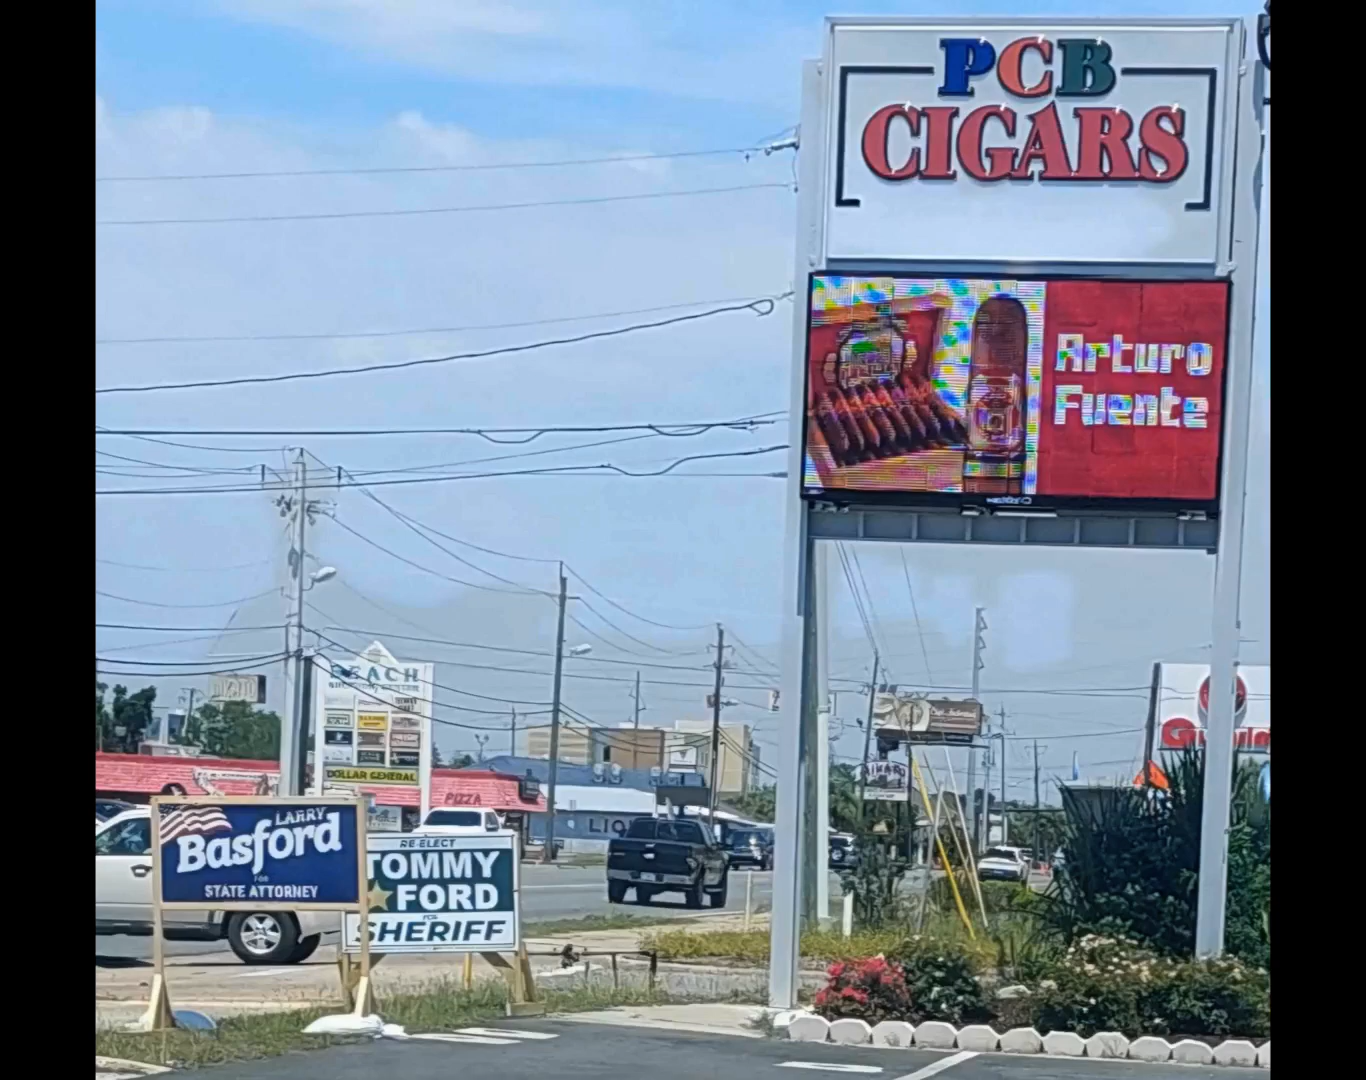 PCB
CIGARS
Arturo
Fuente
BEACH
DOLLAR GENERAL
PIZZA
LIQ
LARRY
Basford
FOR
STATE ATTORNEY
RE-ELECT
TOMMY
FORD
FOR
SHERIFF